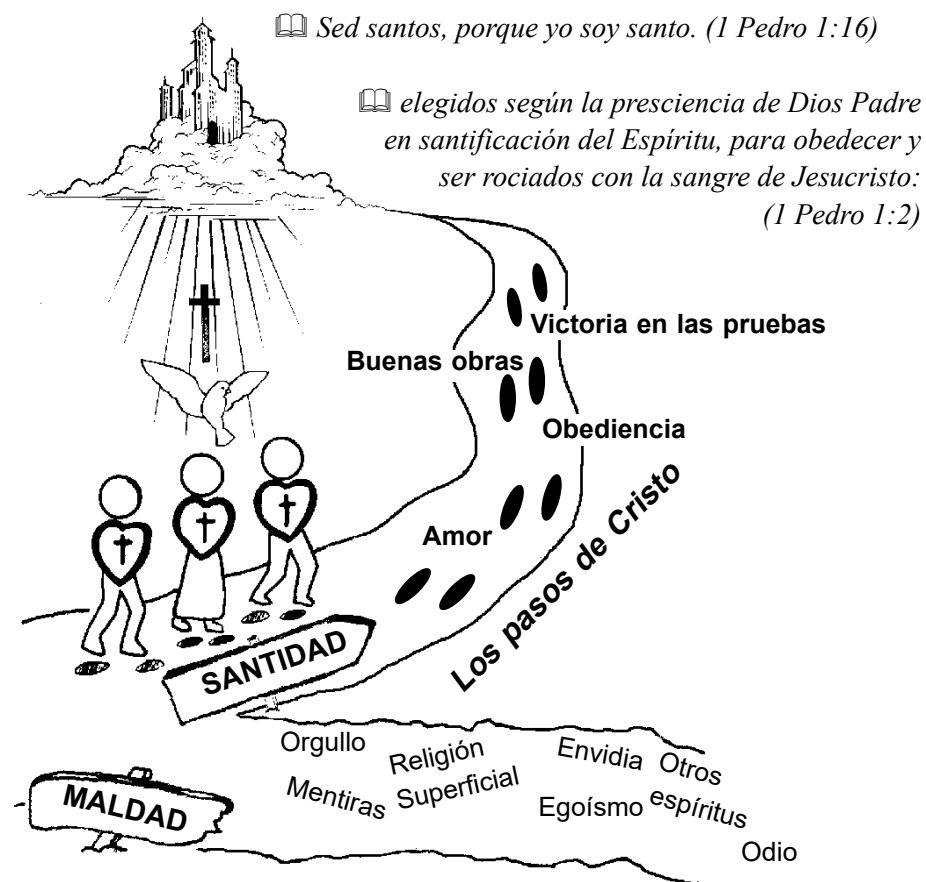 Sed santos, porque yo soy santo. (1 Pedro 1:16)
elegidos según la presciencia de Dios Padre
en santificación del Espíritu, para obedecer y
ser rociados con la sangre de Jesucristo:
(1 Pedro 1:2)
Victoria en las pruebas
Buenas obras
Obediencia
Amor
Los pasos de Cristo
SANTIDAD
Orgullo
Religión
Superficial
Mentiras
Envidia
Egoísmo
Otros
espíritus
Odio
MALDAD